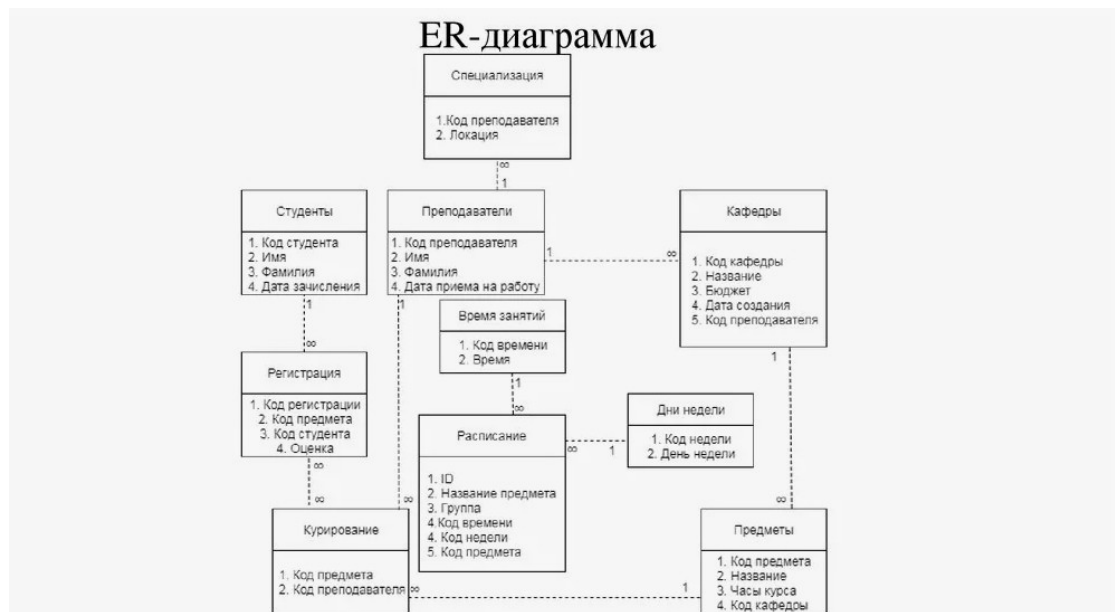 ER-диаграмма
Специализация
1.Код преподавателя
2. Локация
∞
1
Студенты
1. Код студента
2. Имя
3. Фамилия
4. Дата зачисления
Преподаватели
1. Код преподавателя
2. Имя
3. Фамилия
4. Дата приема на работу
Кафедры
1. Код кафедры
2. Название
3. Бюджет
4. Дата создания
5. Код преподавателя
1
∞
1
∞
1
Время занятий
1. Код времени
2. Время
1
∞
Регистрация
1. Код регистрации
2. Код предмета
3. Код студента
4. Оценка
∞
∞
Расписание
1. ID
2. Название предмета
3. Группа
4.Код времени
4. Код недели
5. Код предмета
∞
1
Дни недели
1. Код недели
2. День недели
1
∞
∞
Курирование
1. Код предмета
2. Код преподавателя
∞
1
Предметы
1. Код предмета
2. Название
3. Часы курса
4. Код кафедры